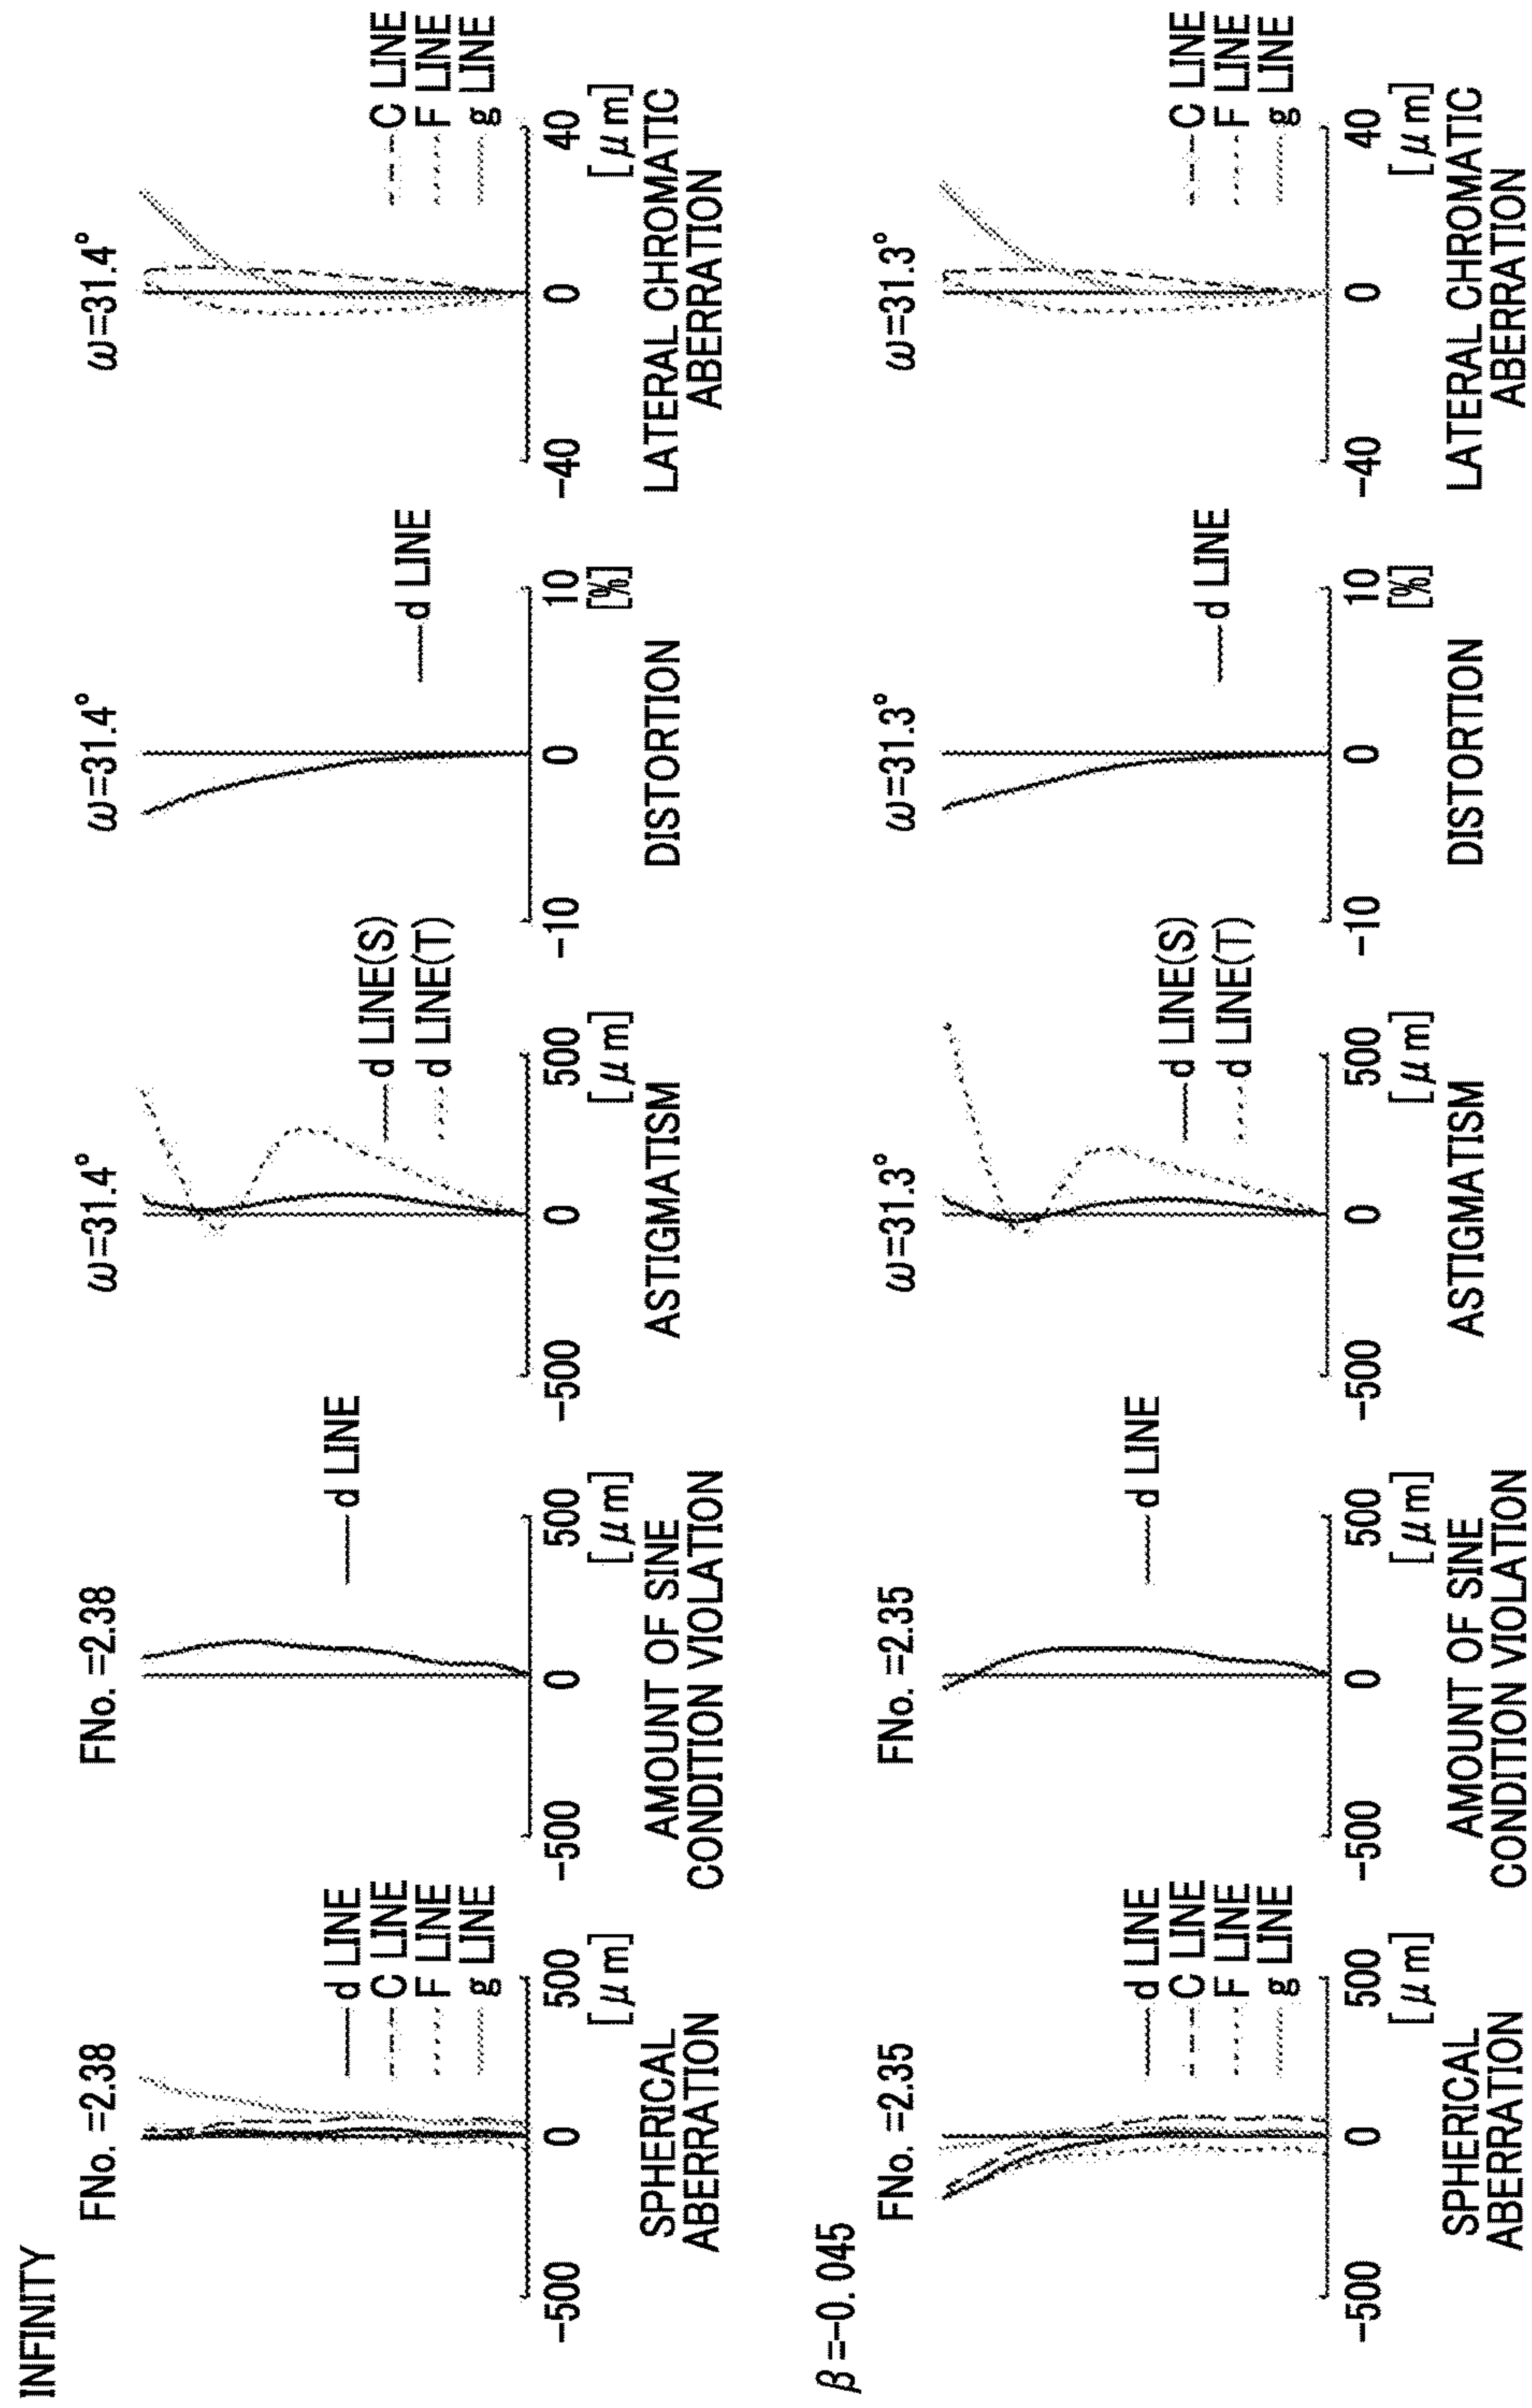 INFINITY
FNo. =2.38
d LINE
C LINE
F LINE
g LINE
-500
0
500
[μm]
SPHERICAL
ABERRATION
FNo. =2.38
d LINE
-500
0
500
[μm]
AMOUNT OF SINE
CONDITION VIOLATION
ω=31.4°
d LINE(S)
d LINE(T)
-500
0
500
[μm]
ASTIGMATISM
ω=31.4°
d LINE
-10
0
10
[%]
DISTORTION
ω=31.4°
C LINE
F LINE
g LINE
-40
0
40
[μm]
LATERAL CHROMATIC
ABERRATION
β=-0.045
FNo. =2.35
d LINE
C LINE
F LINE
g LINE
-500
0
500
[μm]
SPHERICAL
ABERRATION
FNo. =2.35
d LINE
-500
0
500
[μm]
AMOUNT OF SINE
CONDITION VIOLATION
ω=31.3°
d LINE(S)
d LINE(T)
-500
0
500
[μm]
ASTIGMATISM
ω=31.3°
d LINE
-10
0
10
[%]
DISTORTION
ω=31.3°
C LINE
F LINE
g LINE
-40
0
40
[μm]
LATERAL CHROMATIC
ABERRATION